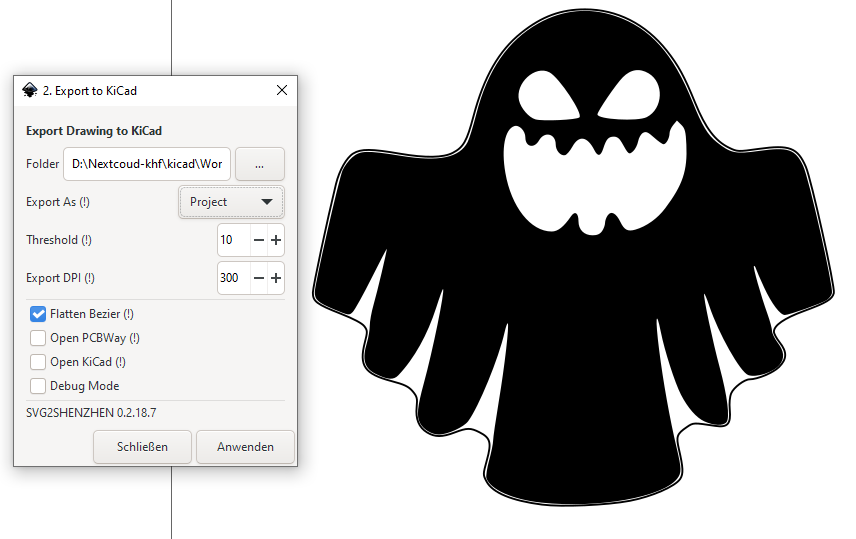 2. Export to KiCad
Export Drawing to KiCad
Folder D:\Nextcoud-khf\kicad\Wor ...
Export As (!) Project
Threshold (!) 10
Export DPI (!) 300
Flatten Bezier (!)
Open PCBWay (!)
Open KiCad (!)
Debug Mode
SVG2SHENZHEN 0.2.18.7
Schließen Anwenden